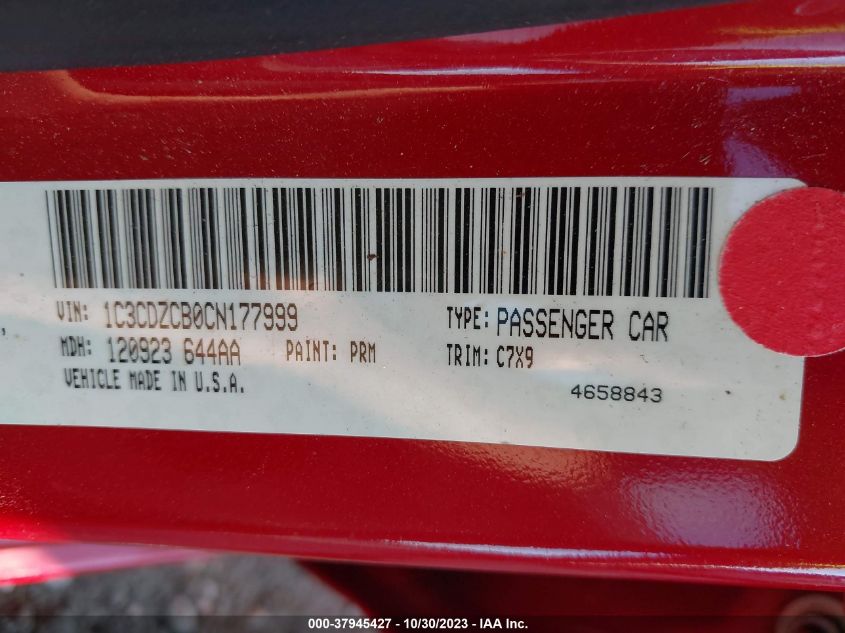 VIN: 1C3CDZCB0CN177999 TYPE: PASSENGER CAR
MDH: 120923 644AA PAINT: PRM TRIM: C7X9
VEHICLE MADE IN U.S.A. 4658843
000-37945427 - 10/30/2023 - IAA Inc.